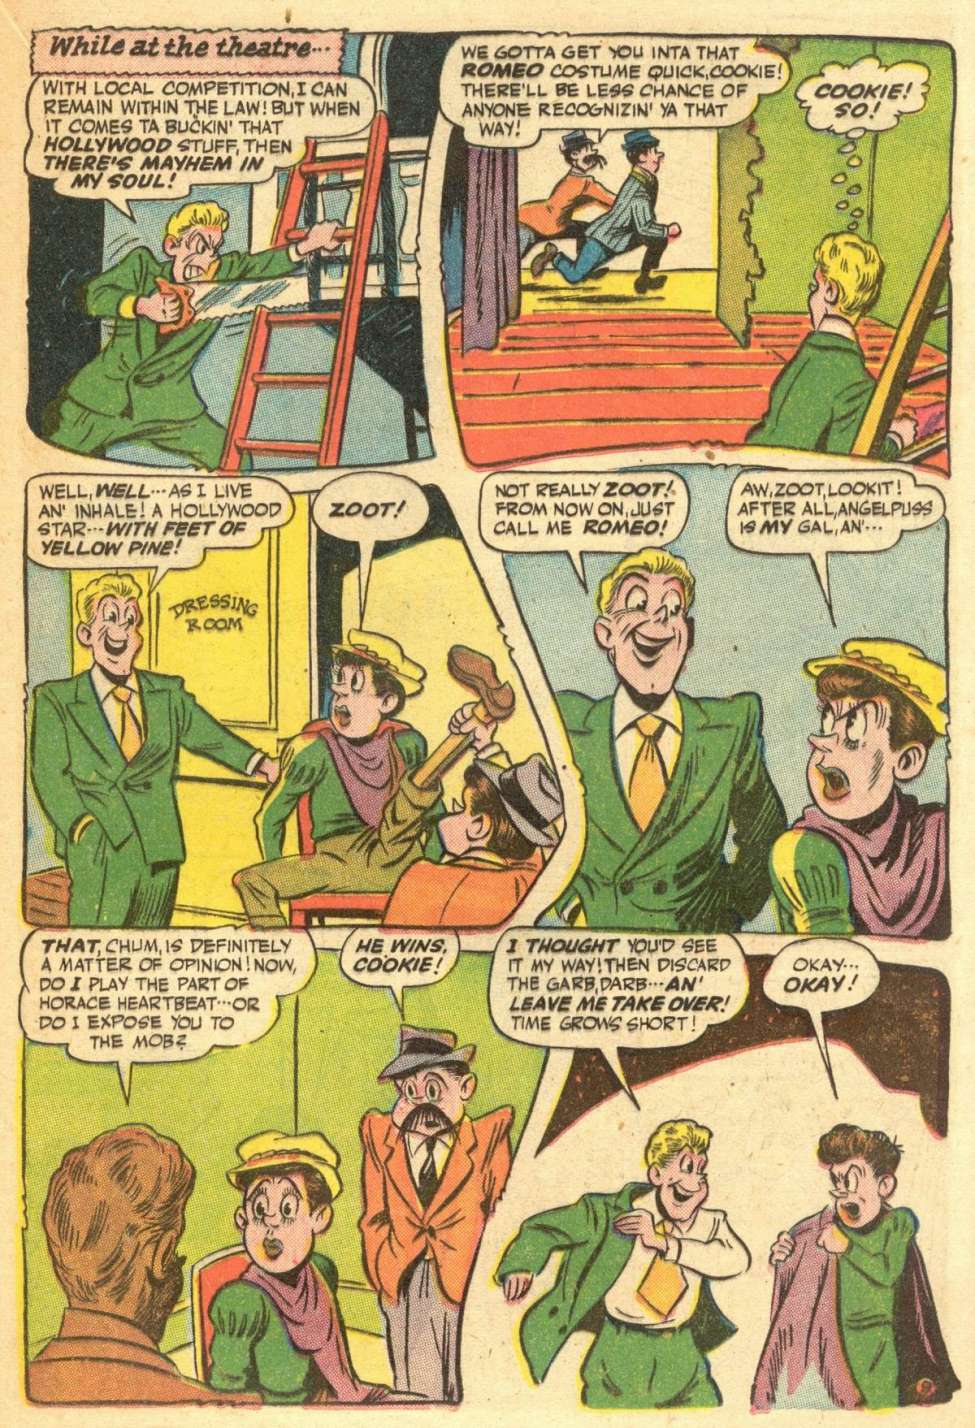 While at the theatre...
WITH LOCAL COMPETITION, I CAN
REMAIN WITHIN THE LAW! BUT WHEN
IT COMES TA BUCKIN' THAT
HOLLYWOOD STUFF, THEN
THERE'S MAYHEM IN
MY SOUL!
WE GOTTA GET YOU INTA THAT
ROMEO COSTUME QUICK, COOKIE!
THERE'LL BE LESS CHANCE OF
ANYONE RECOGNIZIN' YA THAT
WAY!
COOKIE!
SO!
WELL, WELL... AS I LIVE
AN' INHALE! A HOLLYWOOD
STAR... WITH FEET OF
YELLOW PINE!
ZOOT!
DRESSING
ROOM
NOT REALLY ZOOT!
FROM NOW ON, JUST
CALL ME ROMEO!
AW, ZOOT, LOOKIT!
AFTER ALL, ANGELPUSS
IS MY GAL, AN'...
THAT, CHUM, IS DEFINITELY
A MATTER OF OPINION! NOW,
DO I PLAY THE PART OF
HORACE HEARTBEAT... OR
DO I EXPOSE YOU TO
THE MOB?
HE WINS,
COOKIE!
I THOUGHT YOU'D SEE
IT MY WAY! THEN DISCARD
THE GARB, DARB... AN'
LEAVE ME TAKE OVER!
TIME GROWS SHORT!
OKAY...
OKAY!